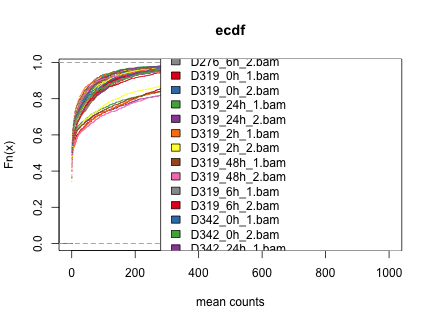 ecdf
Fn(x)
1.0
0.8
0.6
0.4
0.2
0.0
D276_6h_2.bam
D319_0h_1.bam
D319_0h_2.bam
D319_24h_1.bam
D319_24h_2.bam
D319_2h_1.bam
D319_2h_2.bam
D319_48h_1.bam
D319_48h_2.bam
D319_6h_1.bam
D319_6h_2.bam
D342_0h_1.bam
D342_0h_2.bam
D342_24h_1.bam
0 200 400 600 800 1000
mean counts